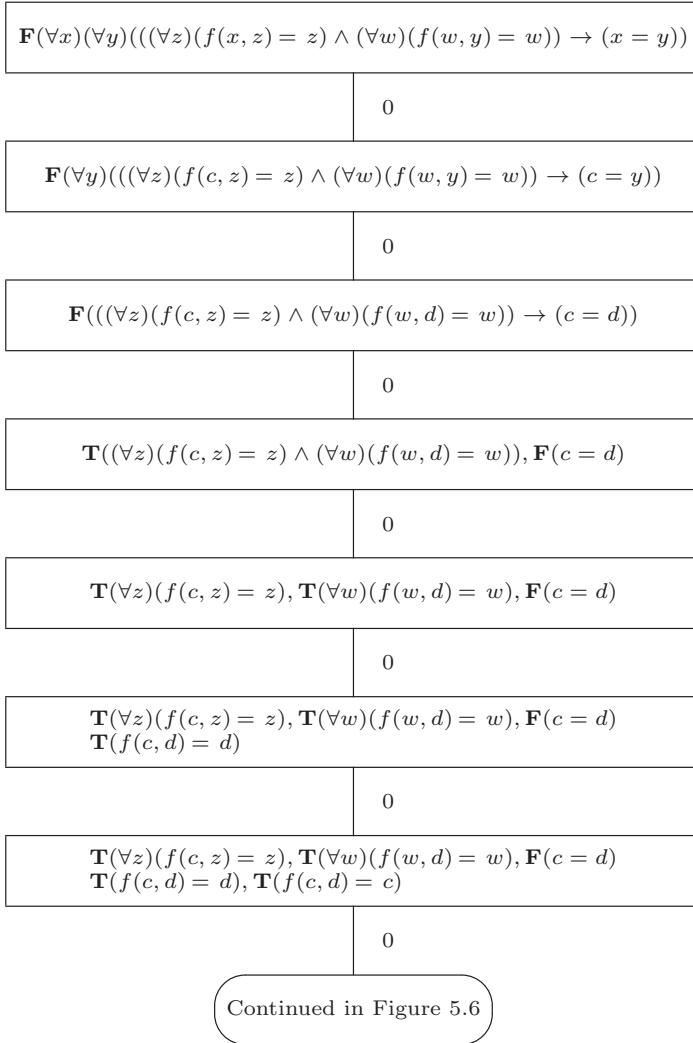 F(∀x)(∀y)(((∀z)(f(x, z) = z) ∧ (∀w)(f(w, y) = w)) → (x = y))
0
F(∀y)(((∀z)(f(c, z) = z) ∧ (∀w)(f(w, y) = w)) → (c = y))
0
F(((∀z)(f(c, z) = z) ∧ (∀w)(f(w, d) = w)) → (c = d))
0
T((∀z)(f(c, z) = z) ∧ (∀w)(f(w, d) = w)), F(c = d)
0
T(∀z)(f(c, z) = z), T(∀w)(f(w, d) = w), F(c = d)
0
T(∀z)(f(c, z) = z), T(∀w)(f(w, d) = w), F(c = d)
T(f(c, d) = d)
0
T(∀z)(f(c, z) = z), T(∀w)(f(w, d) = w), F(c = d)
T(f(c, d) = d), T(f(c, d) = c)
0
Continued in Figure 5.6